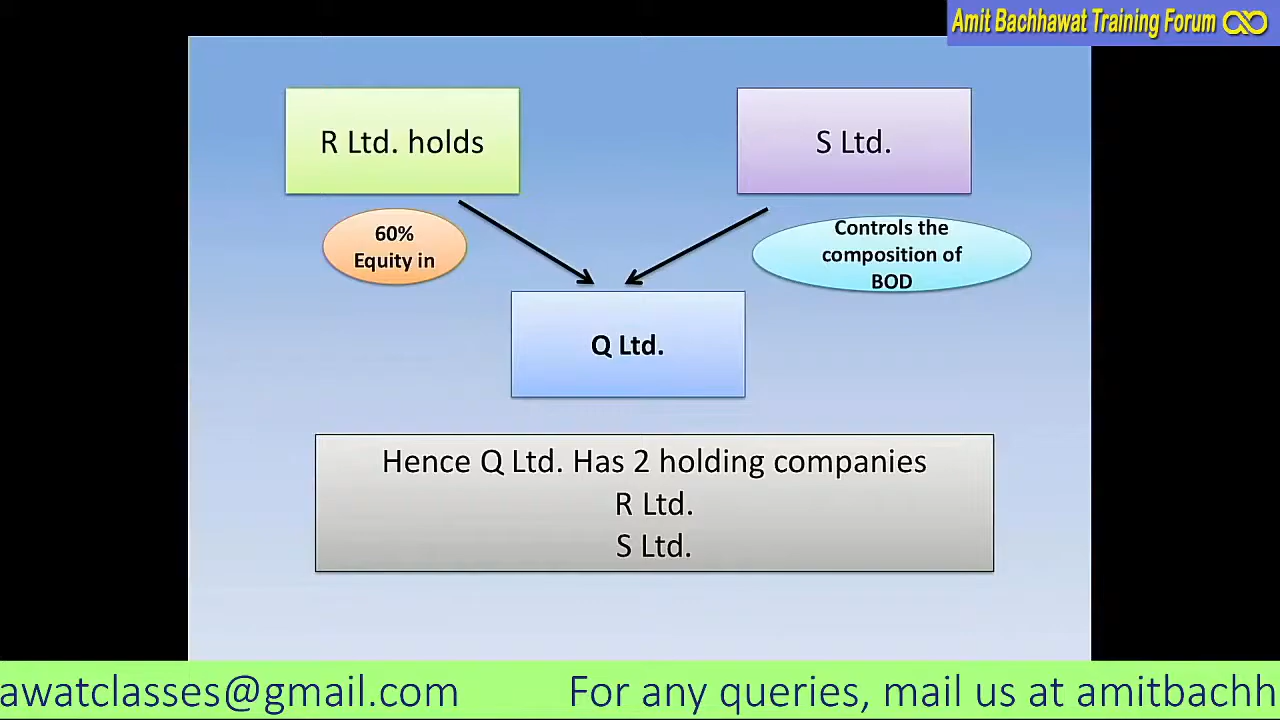 Amit Bachhawat Training Forum
R Ltd. holds
S Ltd.
60%
Equity in
Controls the
composition of
BOD
Q Ltd.
Hence Q Ltd. Has 2 holding companies
R Ltd.
S Ltd.
awatclasses@gmail.com For any queries, mail us at amitbachh